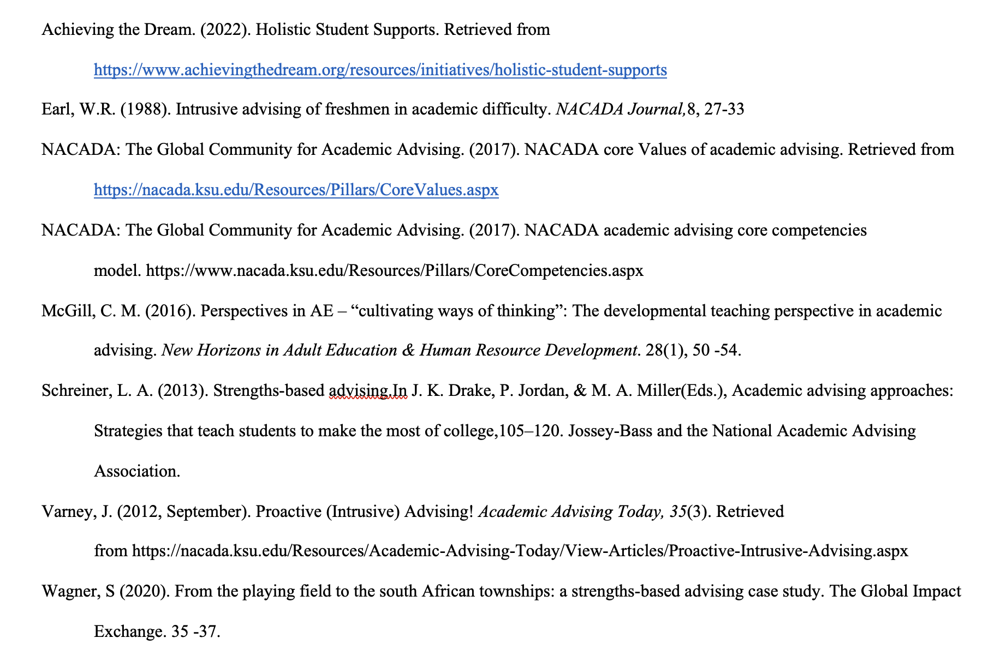 Achieving the Dream. (2022). Holistic Student Supports. Retrieved from
https://www.achievingthedream.org/resources/initiatives/holistic-student-supports
Earl, W.R. (1988). Intrusive advising of freshmen in academic difficulty. NACADA Journal,8, 27-33
NACADA: The Global Community for Academic Advising. (2017). NACADA core Values of academic advising. Retrieved from
https://nacada.ksu.edu/Resources/Pillars/CoreValues.aspx
NACADA: The Global Community for Academic Advising. (2017). NACADA academic advising core competencies
model. https://www.nacada.ksu.edu/Resources/Pillars/CoreCompetencies.aspx
McGill, C. M. (2016). Perspectives in AE – “cultivating ways of thinking”: The developmental teaching perspective in academic
advising. New Horizons in Adult Education & Human Resource Development. 28(1), 50 -54.
Schreiner, L. A. (2013). Strengths-based advising.In J. K. Drake, P. Jordan, & M. A. Miller(Eds.), Academic advising approaches:
Strategies that teach students to make the most of college,105–120. Jossey-Bass and the National Academic Advising
Association.
Varney, J. (2012, September). Proactive (Intrusive) Advising! Academic Advising Today, 35(3). Retrieved
from https://nacada.ksu.edu/Resources/Academic-Advising-Today/View-Articles/Proactive-Intrusive-Advising.aspx
Wagner, S (2020). From the playing field to the south African townships: a strengths-based advising case study. The Global Impact
Exchange. 35 -37.